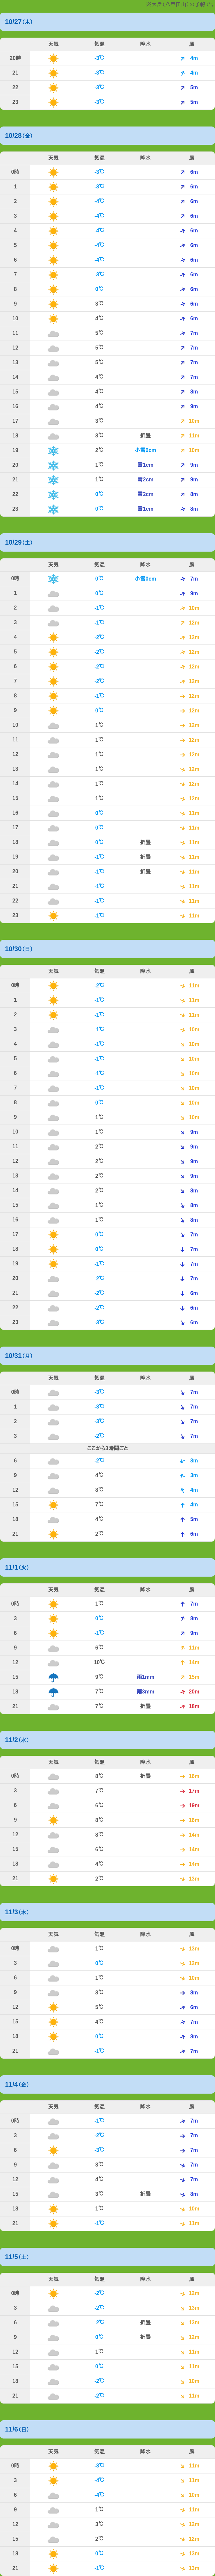 10/27(木)
天気 気温 降水 風
20時 -3℃ 4m
21 -3℃ 4m
22 -3℃ 5m
23 -3℃ 5m
10/28(金)
天気 気温 降水 風
0時 -3℃ 6m
1 -3℃ 6m
2 -4℃ 6m
3 -4℃ 6m
4 -4℃ 6m
5 -4℃ 6m
6 -4℃ 6m
7 -3℃ 6m
8 0℃ 6m
9 3℃ 6m
10 4℃ 6m
11 5℃ 7m
12 5℃ 7m
13 5℃ 7m
14 4℃ 7m
15 4℃ 8m
16 4℃ 9m
17 3℃ 10m
18 3℃ 折畳 11m
19 2℃ 小雪0cm 10m
20 1℃ 雪1cm 9m
21 1℃ 雪2cm 9m
22 0℃ 雪2cm 8m
23 0℃ 雪1cm 8m
10/29(土)
天気 気温 降水 風
0時 0℃ 小雪0cm 7m
1 0℃ 9m
2 -1℃ 10m
3 -1℃ 12m
4 -2℃ 12m
5 -2℃ 12m
6 -2℃ 12m
7 -2℃ 12m
8 -1℃ 12m
9 0℃ 12m
10 1℃ 12m
11 1℃ 12m
12 1℃ 12m
13 1℃ 12m
14 1℃ 12m
15 1℃ 12m
16 0℃ 11m
17 0℃ 11m
18 0℃ 折畳 11m
19 -1℃ 折畳 11m
20 -1℃ 折畳 11m
21 -1℃ 11m
22 -1℃ 11m
23 -1℃ 11m
10/30(日)
天気 気温 降水 風
0時 -2℃ 11m
1 -1℃ 11m
2 -1℃ 11m
3 -1℃ 10m
4 -1℃ 10m
5 -1℃ 10m
6 -1℃ 10m
7 -1℃ 10m
8 0℃ 10m
9 1℃ 10m
10 1℃ 9m
11 2℃ 9m
12 2℃ 9m
13 2℃ 9m
14 2℃ 8m
15 1℃ 8m
16 1℃ 8m
17 0℃ 7m
18 0℃ 7m
19 -1℃ 7m
20 -2℃ 7m
21 -2℃ 6m
22 -2℃ 6m
23 -3℃ 6m
10/31(月)
天気 気温 降水 風
0時 -3℃ 7m
1 -3℃ 7m
2 -3℃ 7m
3 -2℃ 7m
ここから3時間ごと
6 -2℃ 3m
9 4℃ 3m
12 8℃ 4m
15 7℃ 4m
18 4℃ 5m
21 2℃ 6m
11/1(火)
天気 気温 降水 風
0時 1℃ 7m
3 0℃ 8m
6 -1℃ 9m
9 6℃ 11m
12 10℃ 14m
15 9℃ 雨1mm 15m
18 7℃ 雨3mm 20m
21 7℃ 折畳 18m
11/2(水)
天気 気温 降水 風
0時 8℃ 折畳 16m
3 7℃ 17m
6 6℃ 19m
9 8℃ 16m
12 8℃ 14m
15 6℃ 14m
18 4℃ 14m
21 2℃ 13m
11/3(木)
天気 気温 降水 風
0時 1℃ 13m
3 0℃ 12m
6 1℃ 10m
9 3℃ 8m
12 5℃ 6m
15 4℃ 7m
18 0℃ 8m
21 -1℃ 7m
11/4(金)
天気 気温 降水 風
0時 -1℃ 7m
3 -2℃ 7m
6 -3℃ 7m
9 3℃ 7m
12 4℃ 7m
15 3℃ 折畳 8m
18 1℃ 10m
21 -1℃ 11m
11/5(土)
天気 気温 降水 風
0時 -2℃ 12m
3 -2℃ 13m
6 -2℃ 折畳 13m
9 0℃ 折畳 12m
12 1℃ 11m
15 0℃ 11m
18 -2℃ 10m
21 -2℃ 11m
11/6(日)
天気 気温 降水 風
0時 -3℃ 11m
3 -4℃ 11m
6 -4℃ 10m
9 1℃ 11m
12 3℃ 12m
15 2℃ 12m
18 0℃ 13m
21 -1℃ 13m